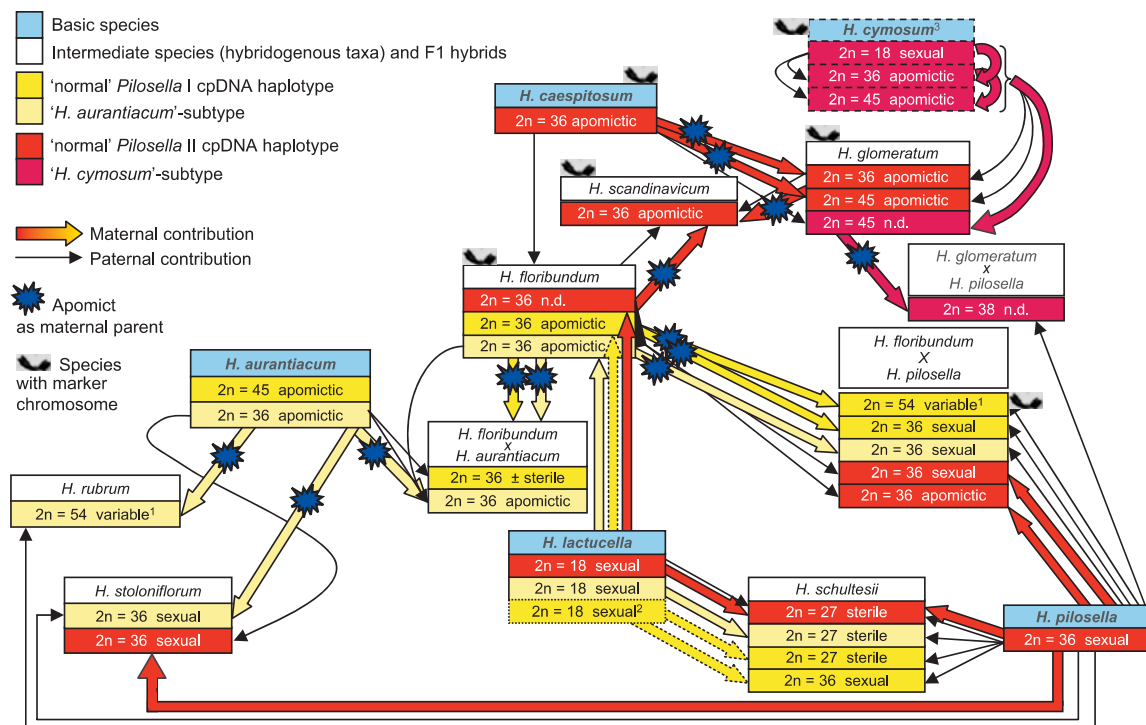 Basic species
Intermediate species (hybridogenous taxa) and F1 hybrids
'normal' Pilosella I cpDNA haplotype
'H. aurantiacum'-subtype
'normal' Pilosella II cpDNA haplotype
'H. cymosum'-subtype
Maternal contribution
Paternal contribution
Apomict
as maternal parent
Species
with marker
chromosome
H. cymosum³
2n = 18 sexual
2n = 36 apomictic
2n = 45 apomictic
H. caespitosum
2n = 36 apomictic
H. glomeratum
2n = 36 apomictic
2n = 45 apomictic
2n = 45 n.d.
H. scandinavicum
2n = 36 apomictic
H. glomeratum
x
H. pilosella
2n = 38 n.d.
H. floribundum
2n = 36 n.d.
2n = 36 apomictic
2n = 36 apomictic
H. floribundum
X
H. pilosella
2n = 54 variable¹
2n = 36 sexual
2n = 36 sexual
2n = 36 sexual
2n = 36 apomictic
H. aurantiacum
2n = 45 apomictic
2n = 36 apomictic
H. floribundum
x
H. aurantiacum
2n = 36 ± sterile
2n = 36 apomictic
H. rubrum
2n = 54 variable¹
H. lactucella
2n = 18 sexual
2n = 18 sexual
2n = 18 sexual²
H. stoloniflorum
2n = 36 sexual
2n = 36 sexual
H. schultesii
2n = 27 sterile
2n = 27 sterile
2n = 27 sterile
2n = 36 sexual
H. pilosella
2n = 36 sexual